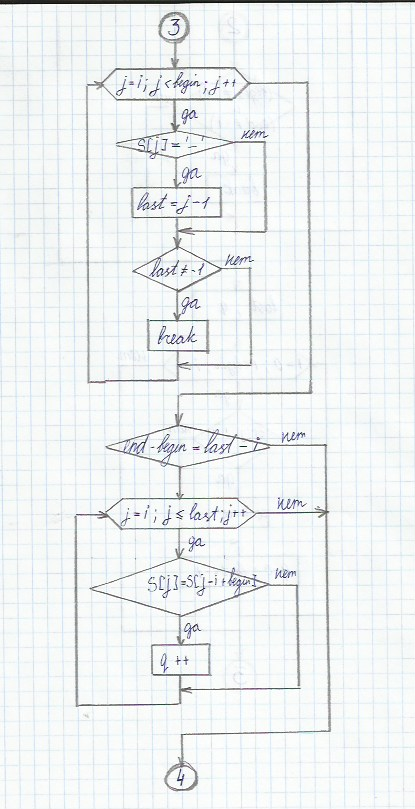 3
j=i; j<begin; j++
да
S[j]='-'
нет
да
last=j-1
last≠-1
нет
да
break
end-begin=last-i
нет
j=i; j≤last; j++
нет
да
S[j]=S[j-i+begin]
нет
да
q++
4